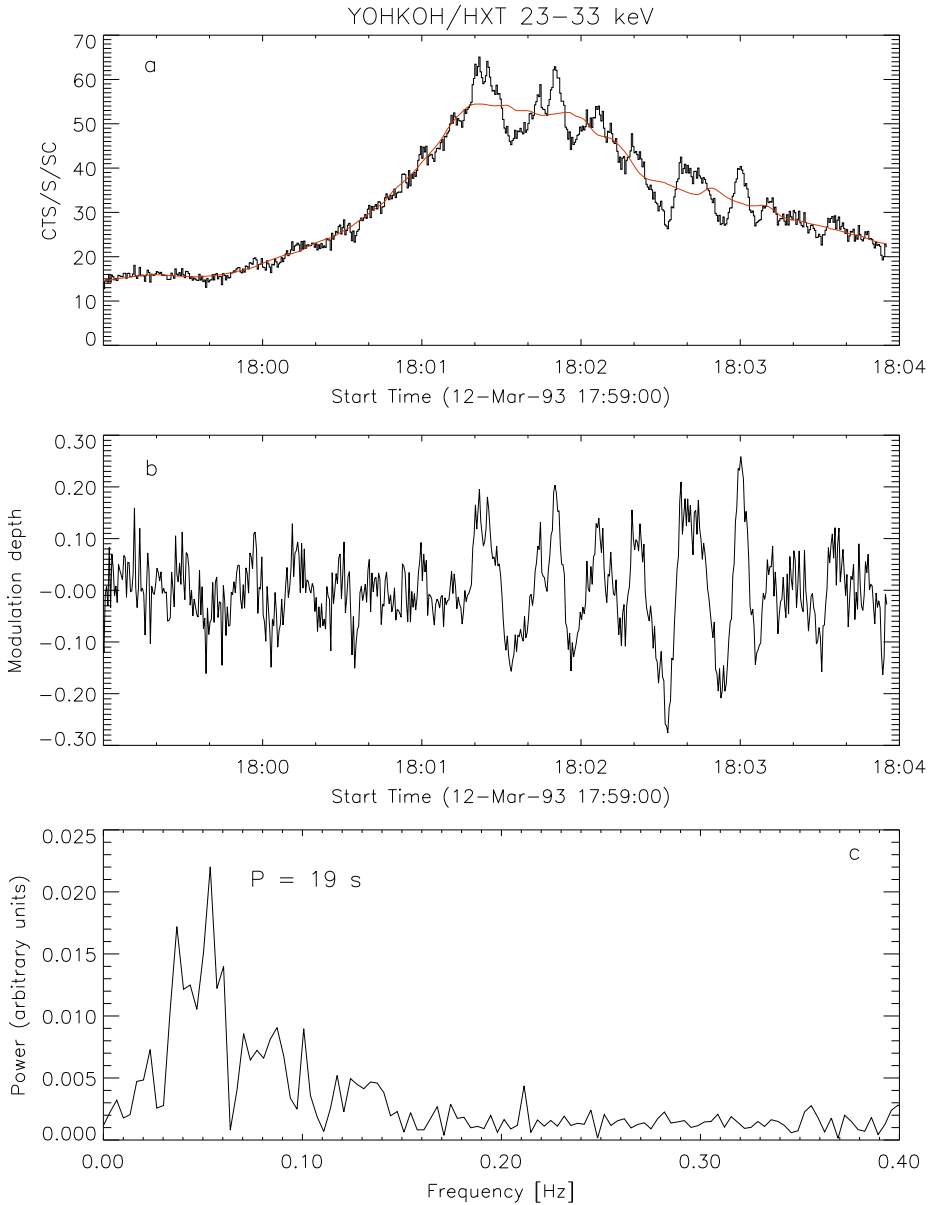 YOHKOH/HXT 23−33 keV
a
CTS/S/SC
70
60
50
40
30
20
10
0
18:00 18:01 18:02 18:03 18:04
Start Time (12−Mar−93 17:59:00)
b
Modulation depth
0.30
0.20
0.10
−0.00
−0.10
−0.20
−0.30
18:00 18:01 18:02 18:03 18:04
Start Time (12−Mar−93 17:59:00)
c
P = 19 s
Power (arbitrary units)
0.025
0.020
0.015
0.010
0.005
0.000
0.00 0.10 0.20 0.30 0.40
Frequency [Hz]